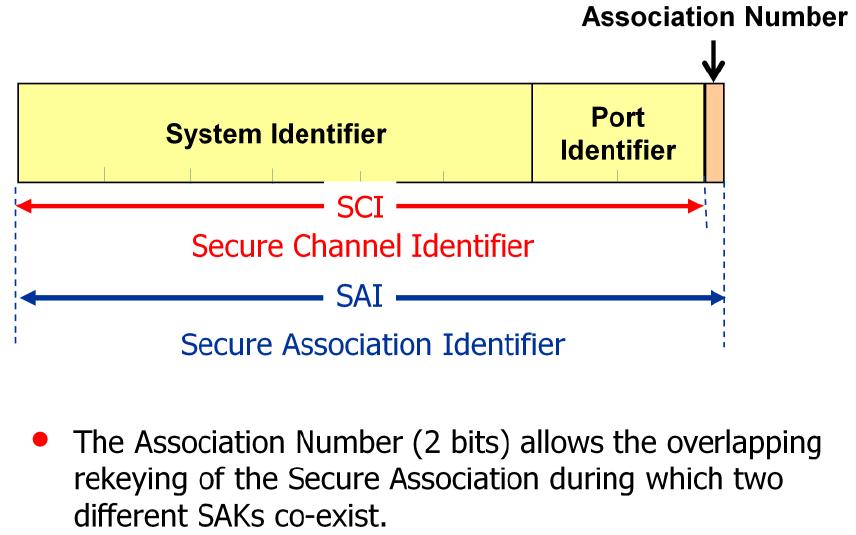 Association Number
System Identifier
Port
Identifier
SCI
Secure Channel Identifier
SAI
Secure Association Identifier
The Association Number (2 bits) allows the overlapping
rekeying of the Secure Association during which two
different SAKs co-exist.